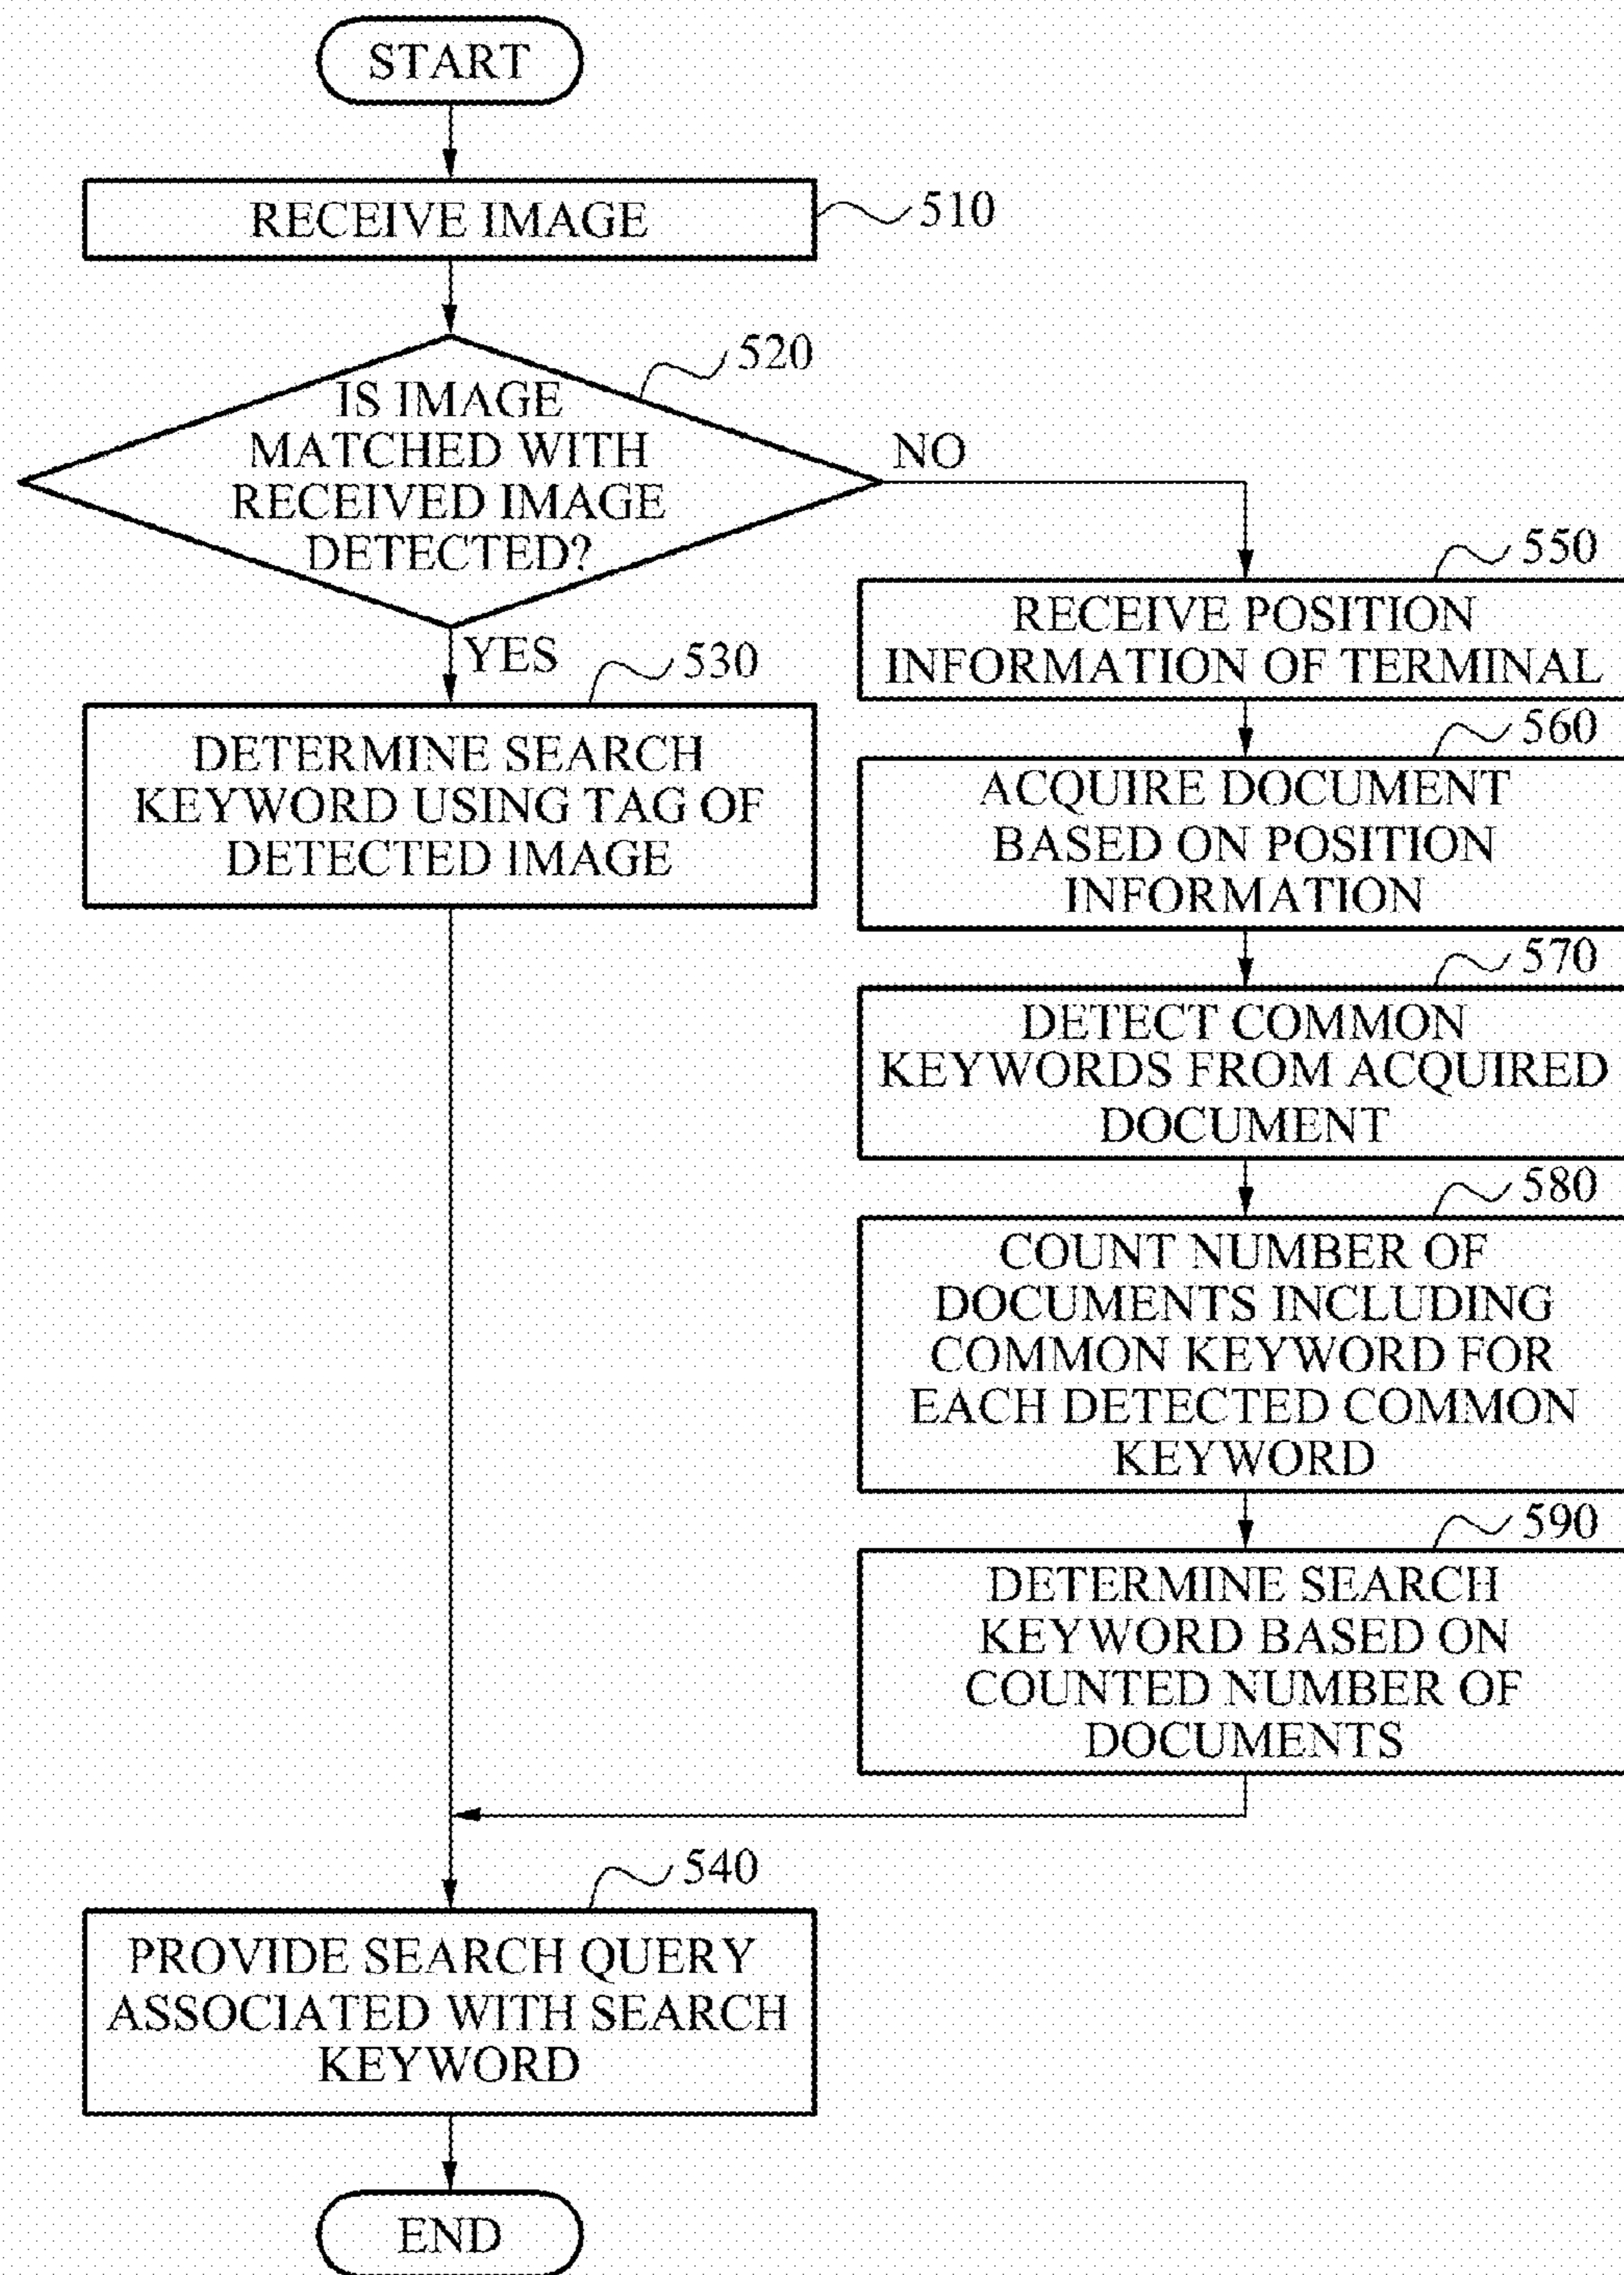 START
RECEIVE IMAGE
510
520
IS IMAGE
MATCHED WITH
RECEIVED IMAGE
DETECTED?
NO
YES
530
DETERMINE SEARCH
KEYWORD USING TAG OF
DETECTED IMAGE
550
RECEIVE POSITION
INFORMATION OF TERMINAL
560
ACQUIRE DOCUMENT
BASED ON POSITION
INFORMATION
570
DETECT COMMON
KEYWORDS FROM ACQUIRED
DOCUMENT
580
COUNT NUMBER OF
DOCUMENTS INCLUDING
COMMON KEYWORD FOR
EACH DETECTED COMMON
KEYWORD
590
DETERMINE SEARCH
KEYWORD BASED ON
COUNTED NUMBER OF
DOCUMENTS
540
PROVIDE SEARCH QUERY
ASSOCIATED WITH SEARCH
KEYWORD
END